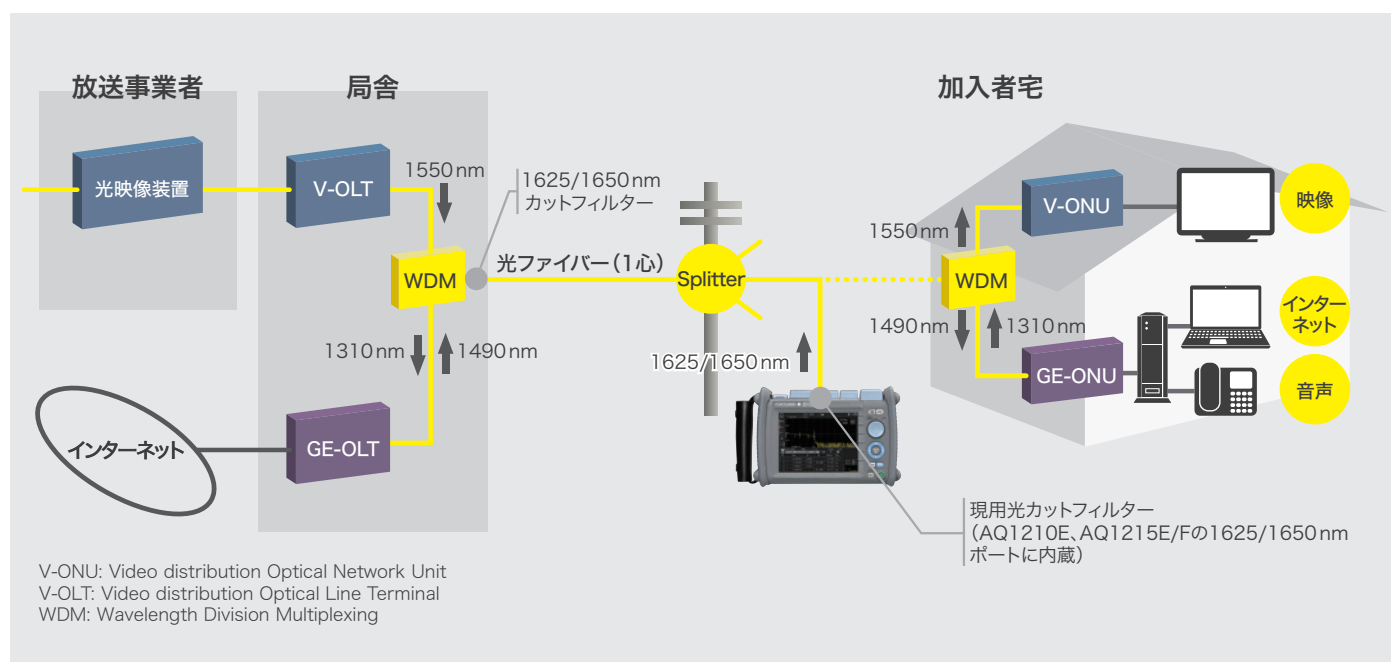 放送事業者
局舎
加入者宅
光映像装置
V-OLT
1550nm
1625/1650nm
カットフィルター
WDM
光ファイバー（1心）
Splitter
1310nm
1490nm
1625/1650nm
インターネット
GE-OLT
V-ONU
映像
1550nm
WDM
1490nm
1310nm
インター
ネット
GE-ONU
音声
現用光カットフィルター
（AQ1210E、AQ1215E/Fの1625/1650nm
ポートに内蔵）
V-ONU: Video distribution Optical Network Unit
V-OLT: Video distribution Optical Line Terminal
WDM: Wavelength Division Multiplexing